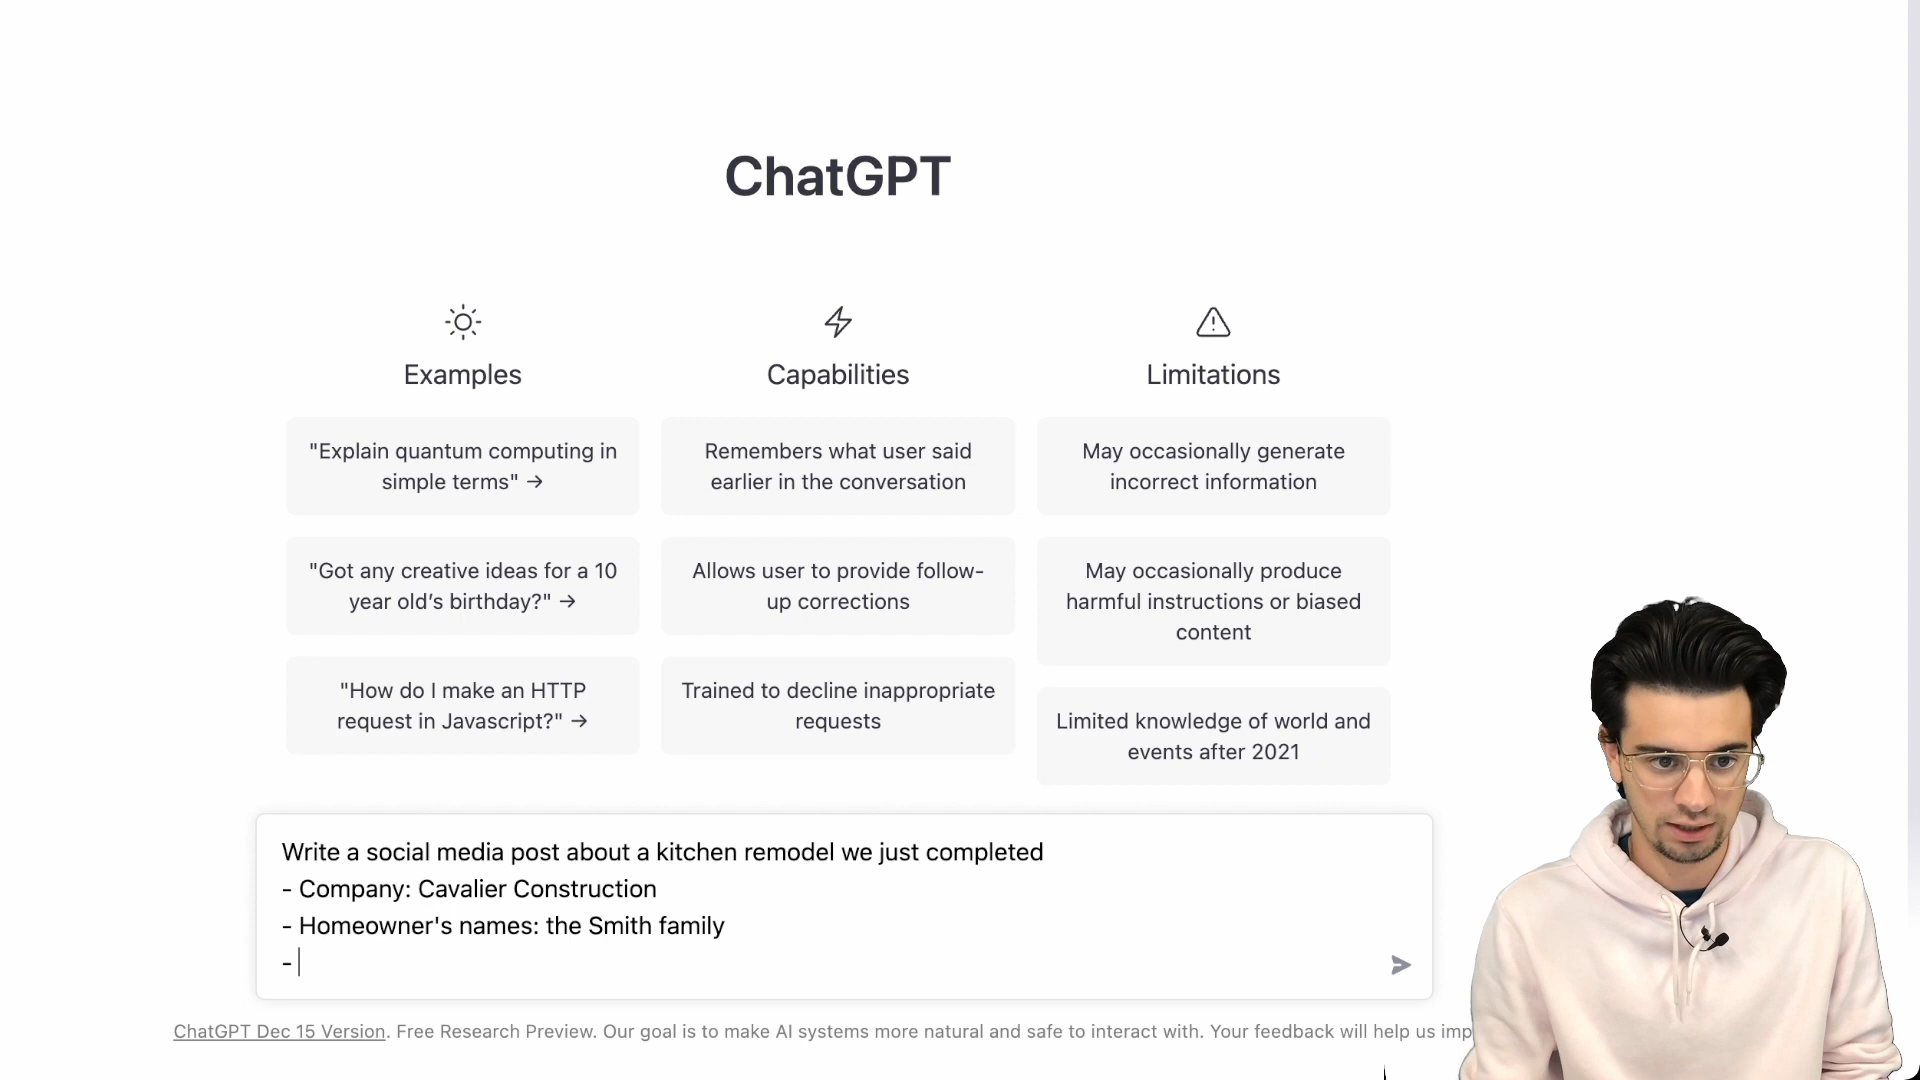 ChatGPT
Examples
Capabilities
Limitations
"Explain quantum computing in
simple terms" →
"Got any creative ideas for a 10
year old's birthday?" →
"How do I make an HTTP
request in Javascript?" →
Remembers what user said
earlier in the conversation
Allows user to provide follow-
up corrections
Trained to decline inappropriate
requests
May occasionally generate
incorrect information
May occasionally produce
harmful instructions or biased
content
Limited knowledge of world and
events after 2021
Write a social media post about a kitchen remodel we just completed
- Company: Cavalier Construction
- Homeowner's names: the Smith family
-
ChatGPT Dec 15 Version. Free Research Preview. Our goal is to make AI systems more natural and safe to interact with. Your feedback will help us imp